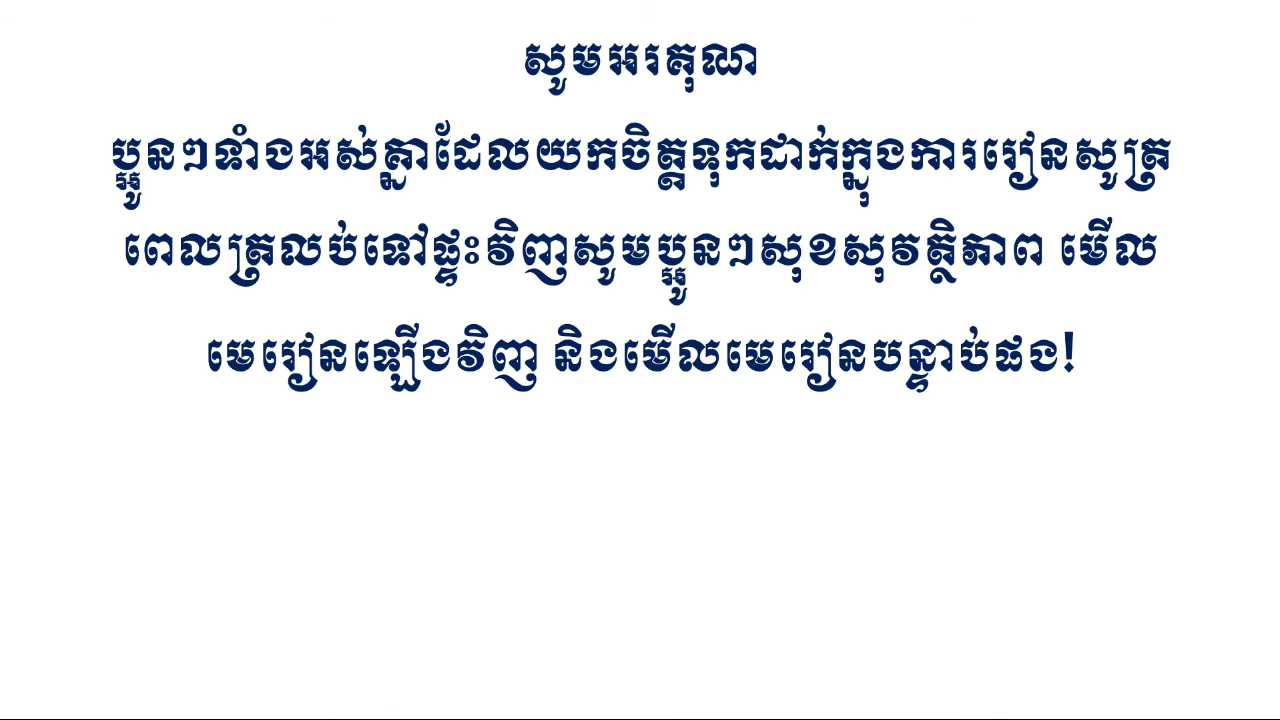 សូមអរគុណ
ប្អូនៗទាំងអស់គ្នាដែលយកចិត្តទុកដាក់ក្នុងការរៀនសូត្រ
ពេលត្រលប់ទៅផ្ទះវិញសូមប្អូនៗសុខសុវត្ថិភាព មើល
មេរៀនឡើងវិញ និងមើលមេរៀនបន្ទាប់ផង!